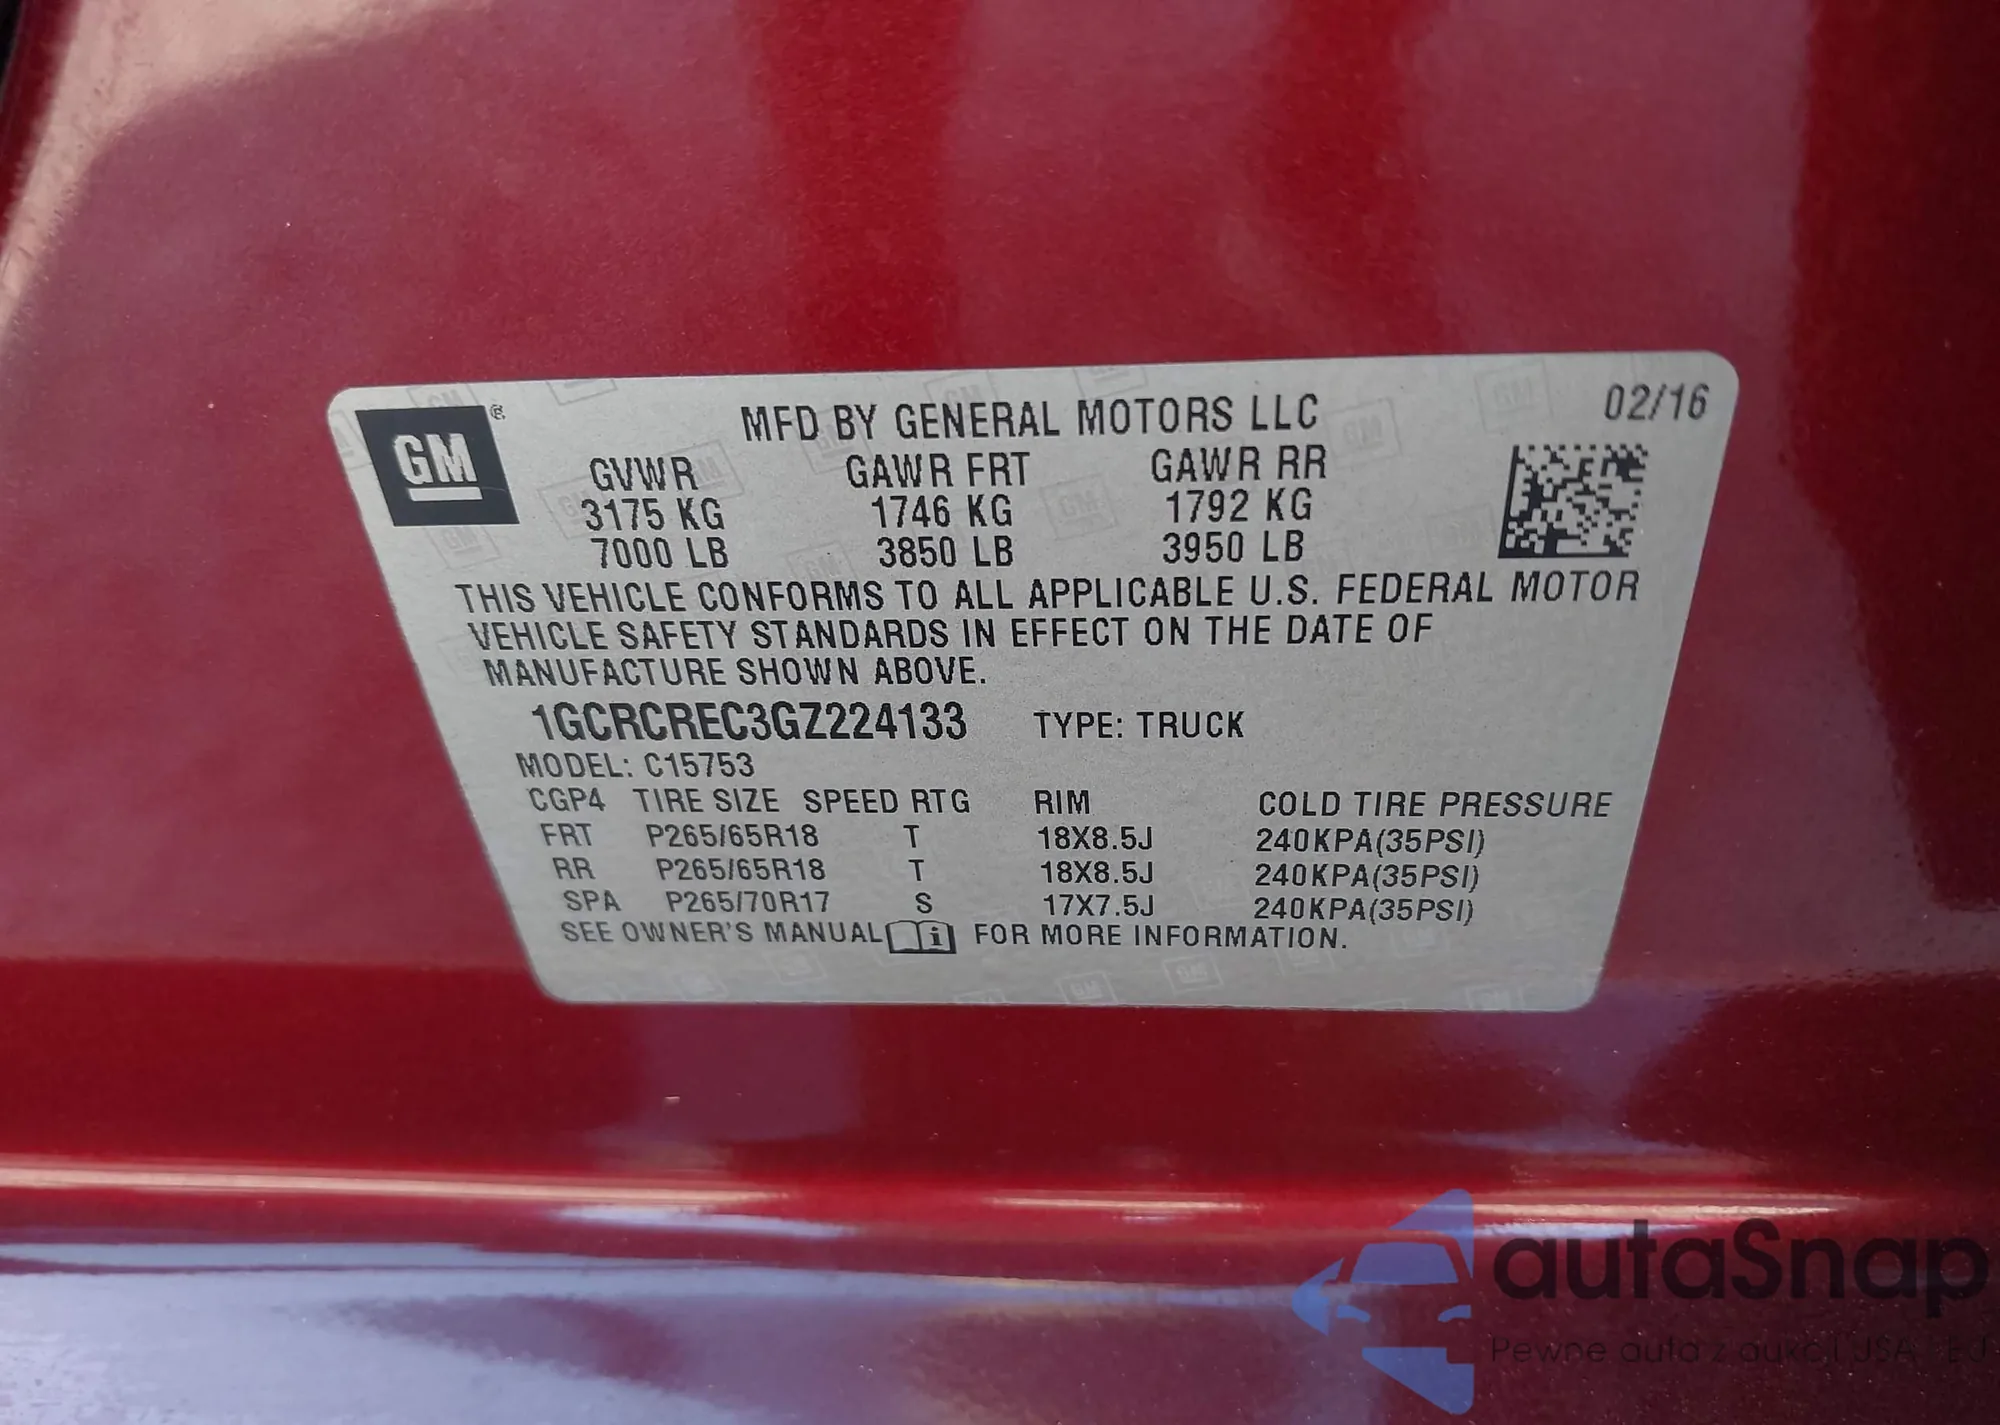 GM ®
MFD BY GENERAL MOTORS LLC 02/16
GVWR GAWR FRT GAWR RR
3175 KG 1746 KG 1792 KG
7000 LB 3850 LB 3950 LB
THIS VEHICLE CONFORMS TO ALL APPLICABLE U.S. FEDERAL MOTOR
VEHICLE SAFETY STANDARDS IN EFFECT ON THE DATE OF
MANUFACTURE SHOWN ABOVE.
1GCRCREC3GZ224133 TYPE: TRUCK
MODEL: C15753
CGP4 TIRE SIZE SPEED RTG RIM COLD TIRE PRESSURE
FRT P265/65R18 T 18X8.5J 240KPA(35PSI)
RR P265/65R18 T 18X8.5J 240KPA(35PSI)
SPA P265/70R17 S 17X7.5J 240KPA(35PSI)
SEE OWNER'S MANUAL i FOR MORE INFORMATION.
autaSnap
Pewne auta z aukcji USA